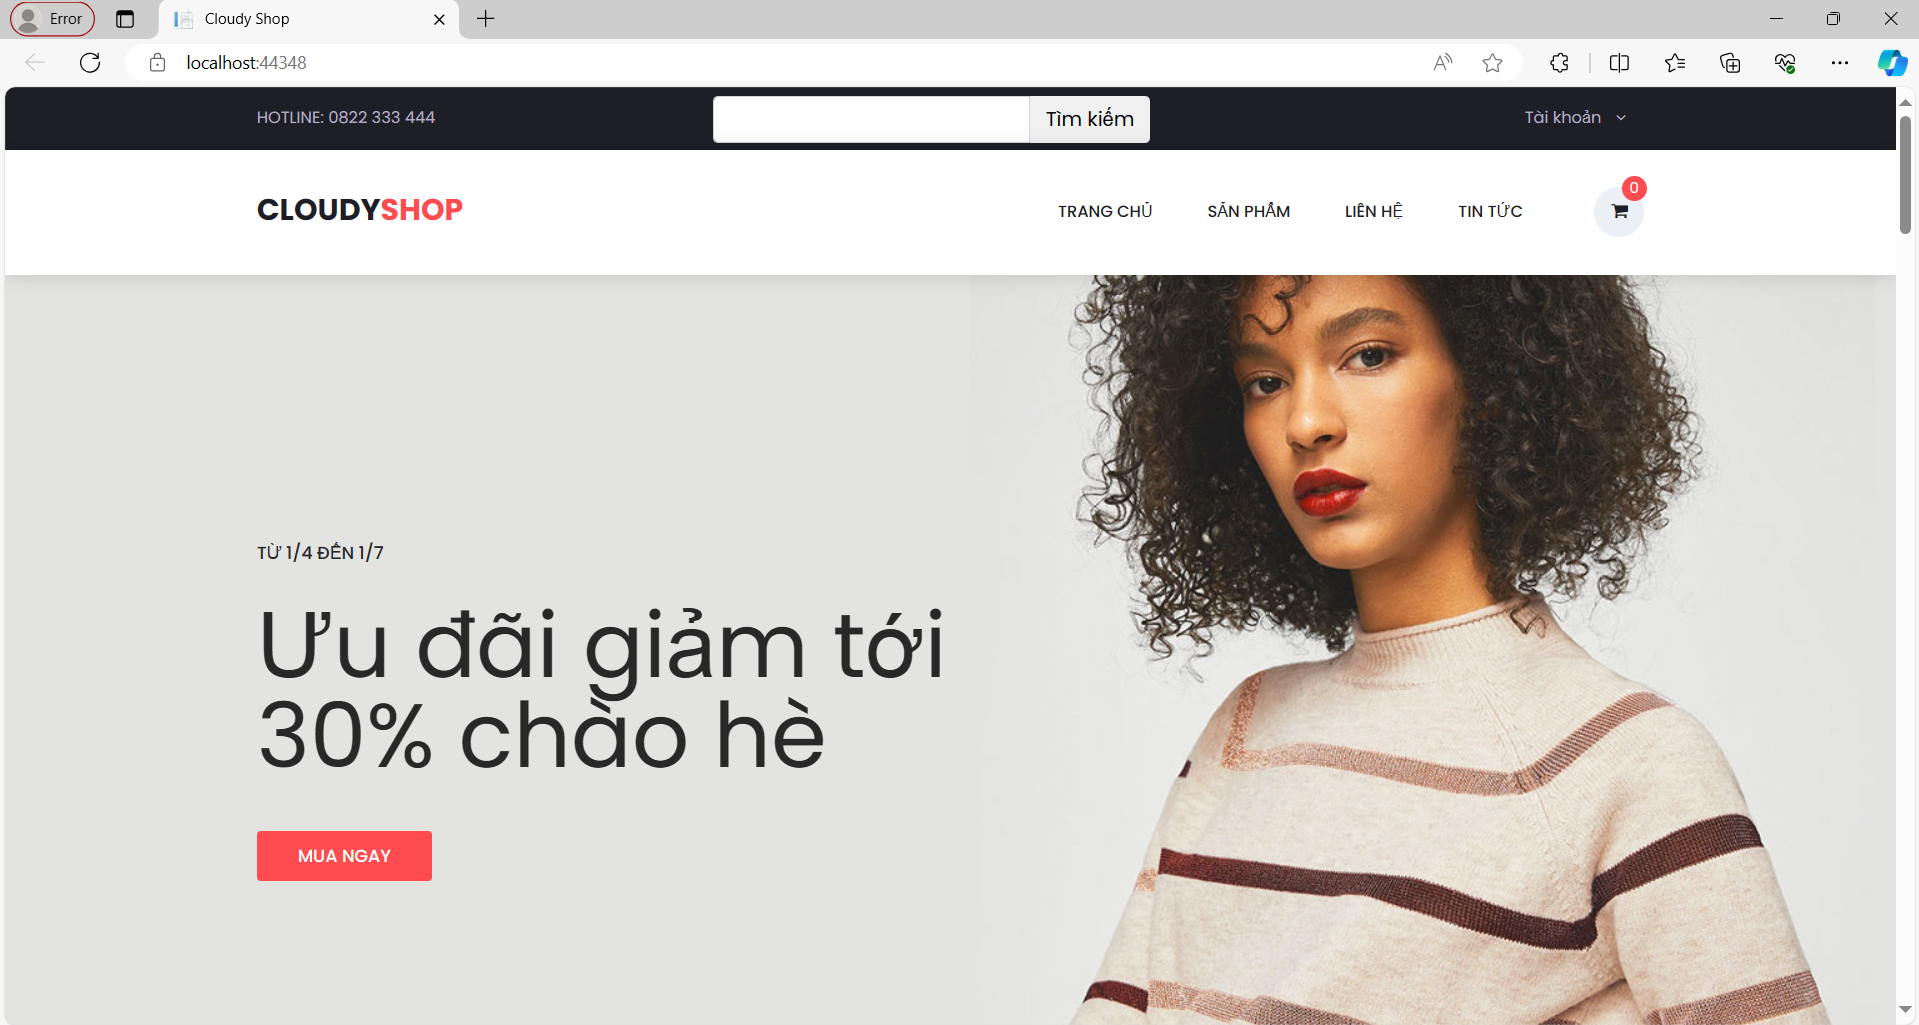 Error
Cloudy Shop
localhost:44348
HOTLINE: 0822 333 444
Tìm kiếm
Tài khoản
CLOUDYSHOP
TRANG CHỦ
SẢN PHẨM
LIÊN HỆ
TIN TỨC
0
TỪ 1/4 ĐẾN 1/7
Ưu đãi giảm tới
30% chào hè
MUA NGAY